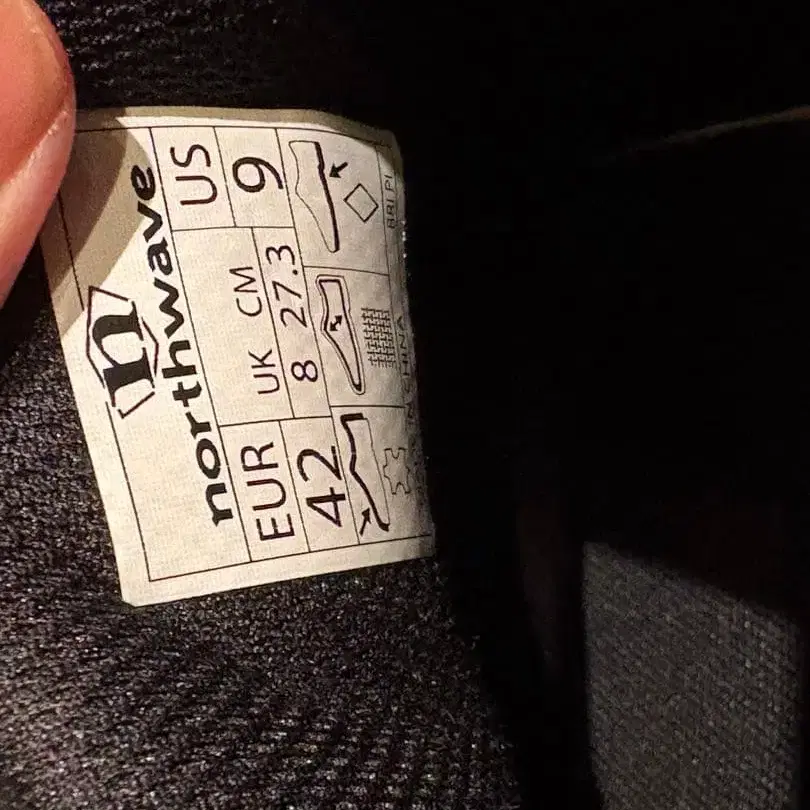 n
northwave
EUR UK CM US
42 8 27.3 9